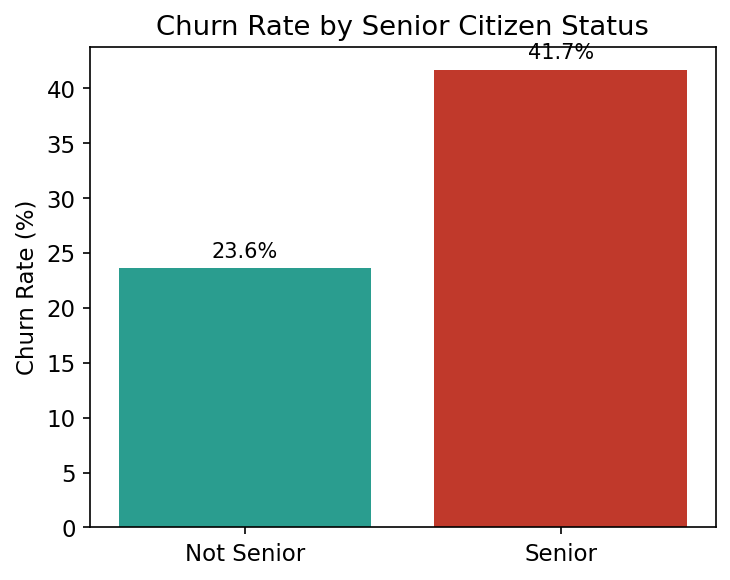 Churn Rate by Senior Citizen Status
41.7%
40
35
30
25
20
15
10
5
0
23.6%
Churn Rate (%)
Not Senior
Senior